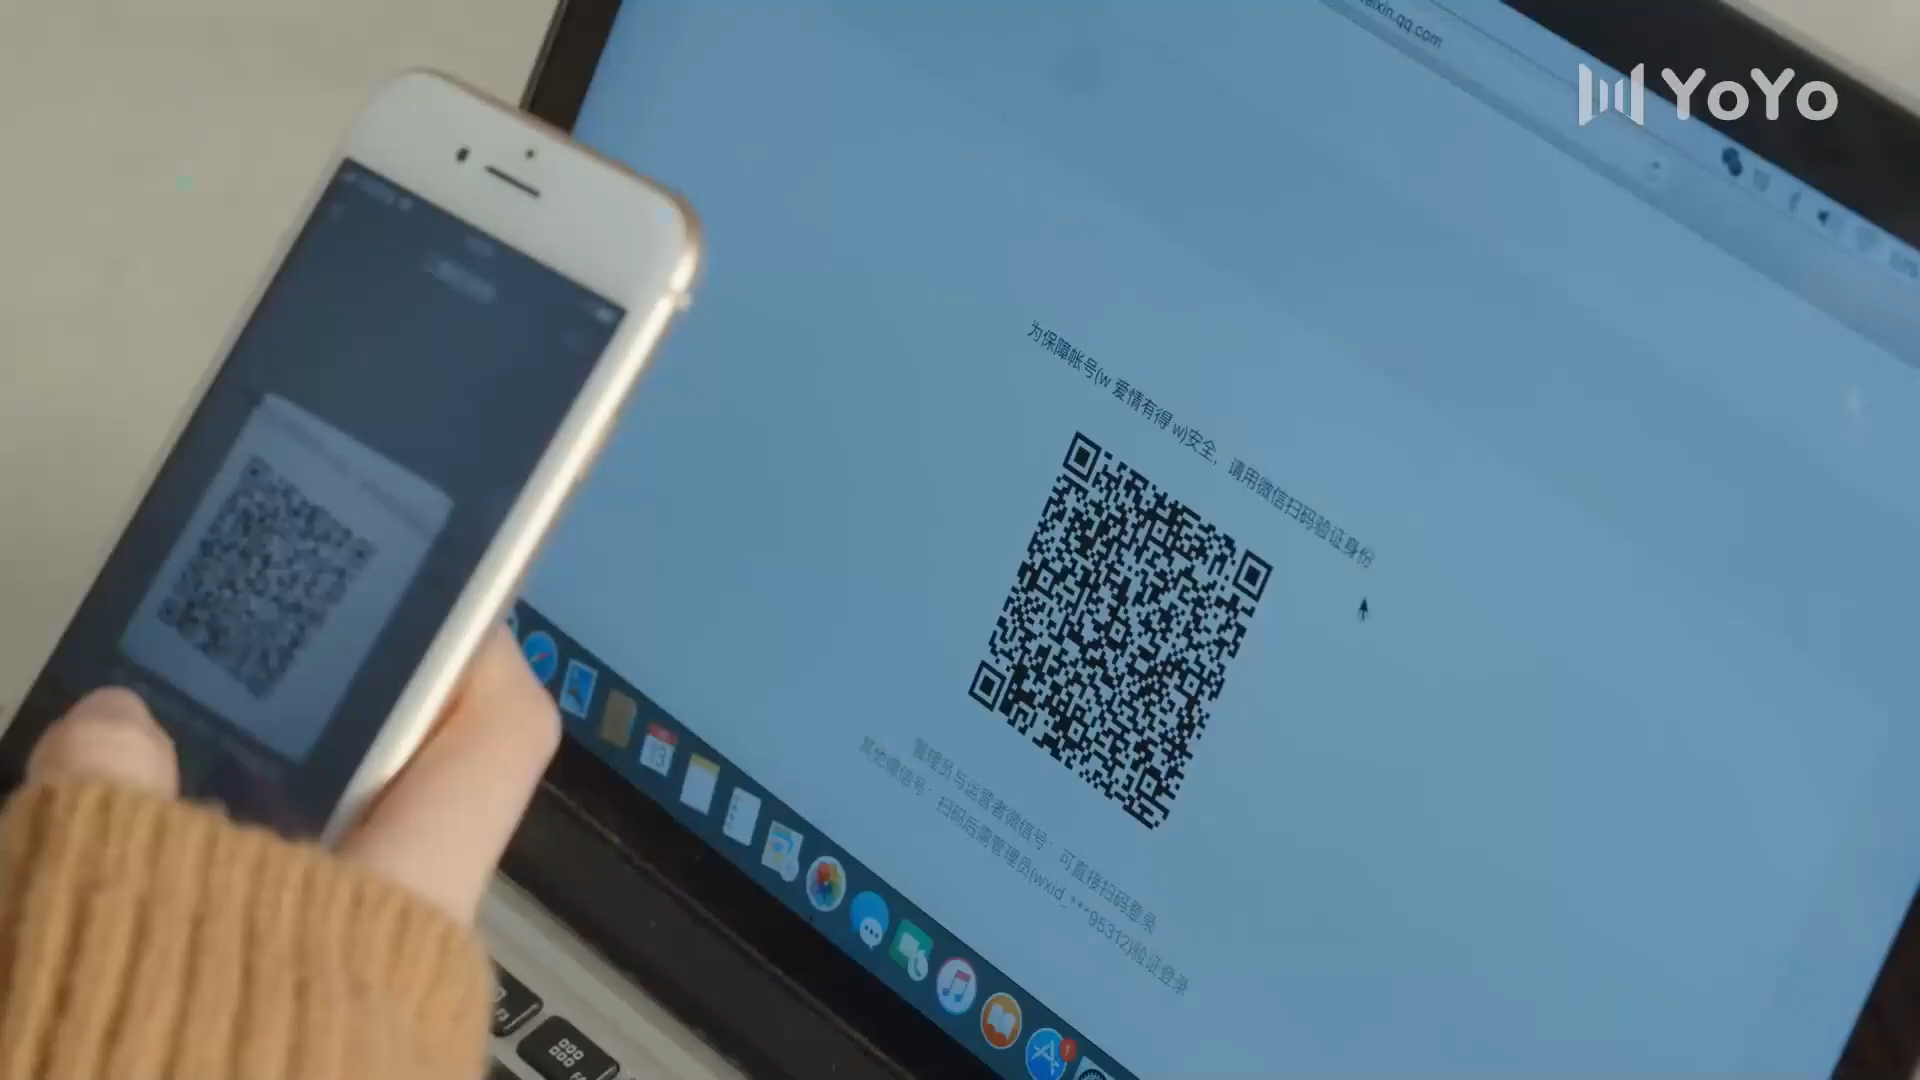 YoYo
weixin.qq.com
为保障帐号(w 爱情有得 w)安全，请用微信扫码验证身份
管理员与运营者微信号：可直接扫码登录
其他微信号：扫码后需管理员(wxid_***95312)验证登录
13
1